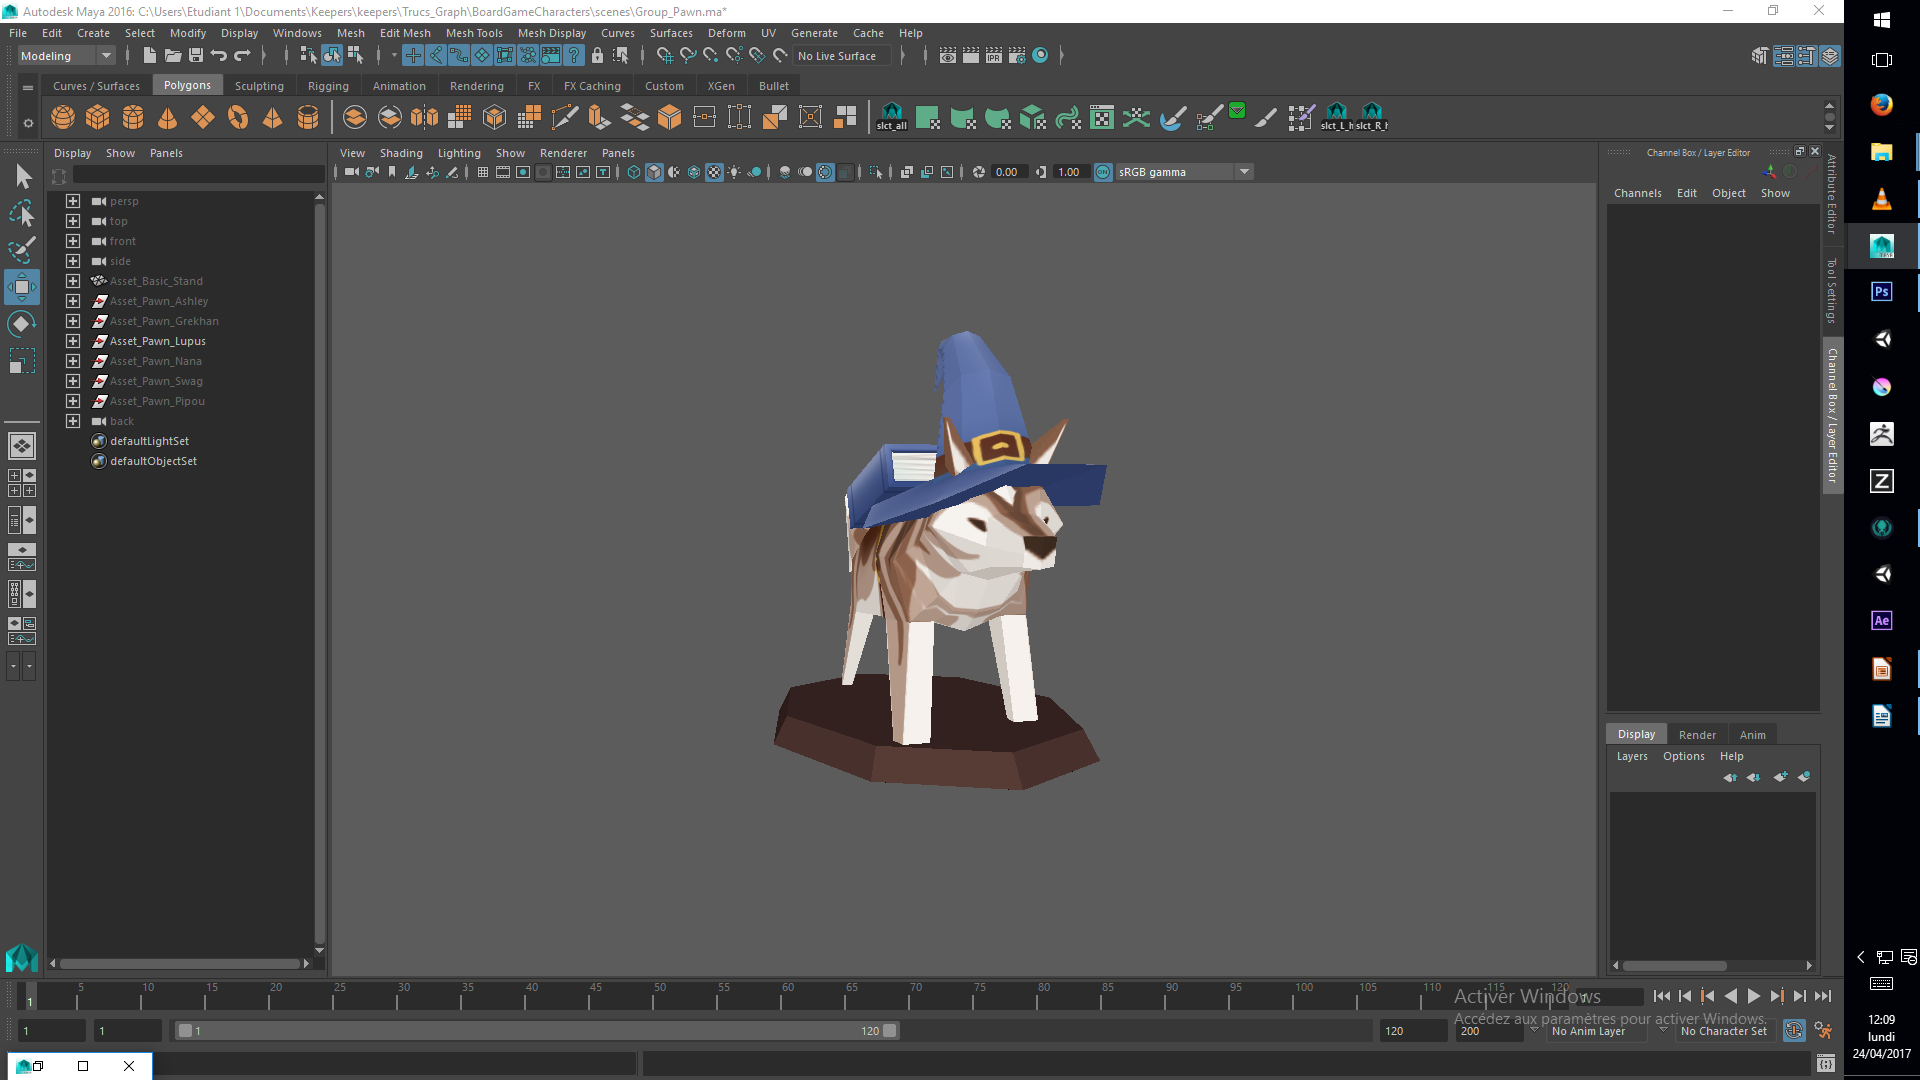 Autodesk Maya 2016: C:\Users\Etudiant 1\Documents\Keepers\keepers\Trucs_Graph\BoardGameCharacters\scenes\Group_Pawn.ma*
File Edit Create Select Modify Display Windows Mesh Edit Mesh Mesh Tools Mesh Display Curves Surfaces Deform UV Generate Cache Help
Modeling
No Live Surface
IPR
Curves / Surfaces Polygons Sculpting Rigging Animation Rendering FX FX Caching Custom XGen Bullet
slct_all slct_L_h slct_R_h
Display Show Panels
View Shading Lighting Show Renderer Panels
0.00 1.00 ON sRGB gamma
persp
top
front
side
Asset_Basic_Stand
Asset_Pawn_Ashley
Asset_Pawn_Grekhan
Asset_Pawn_Lupus
Asset_Pawn_Nana
Asset_Pawn_Swag
Asset_Pawn_Pipou
back
defaultLightSet
defaultObjectSet
Channel Box / Layer Editor
Channels Edit Object Show
Attribute Editor
Tool Settings
Channel Box / Layer Editor
Display Render Anim
Layers Options Help
Ps
Z
Ae
1 5 10 15 20 25 30 35 40 45 50 55 60 65 70 75 80 85 90 95 100 105 110 115 120
Activer Windows
Accédez aux paramètres pour activer Windows.
1 1 1 120 120 200 No Anim Layer No Character Set
12:09
lundi
24/04/2017